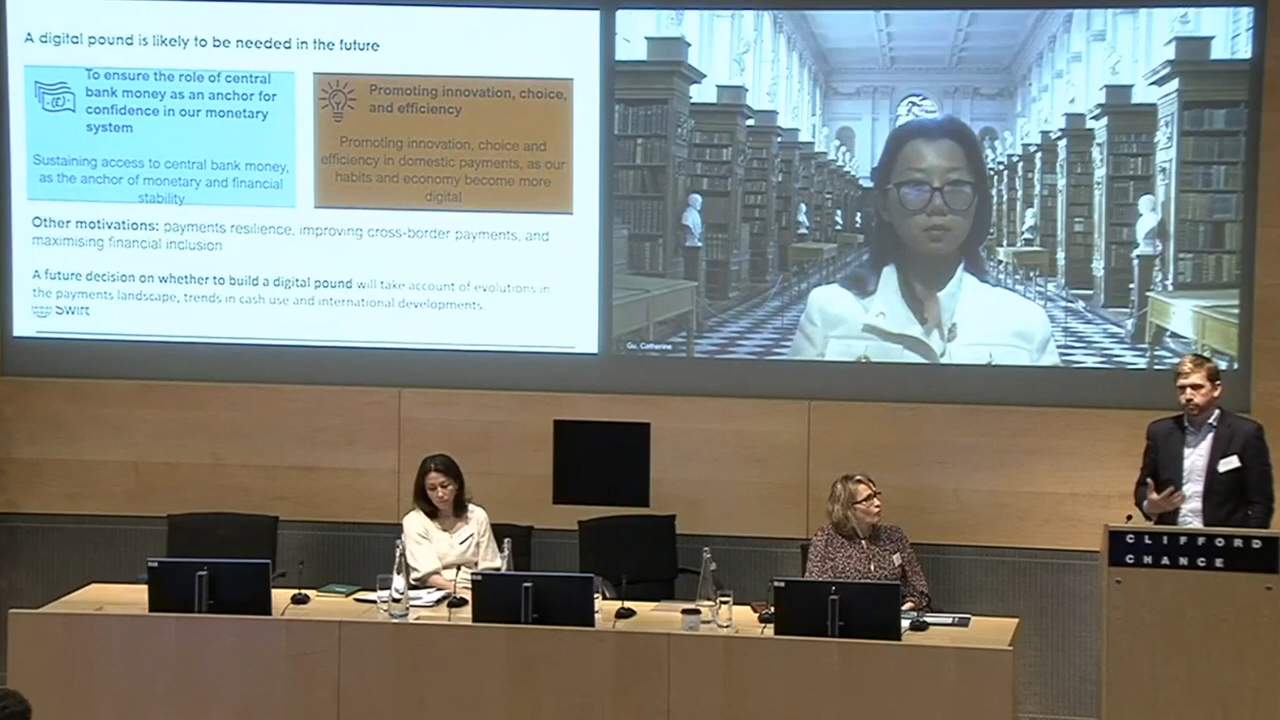 A digital pound is likely to be needed in the future
To ensure the role of central
bank money as an anchor for
confidence in our monetary
system
Sustaining access to central bank money,
as the anchor of monetary and financial
stability
Promoting innovation, choice,
and efficiency
Promoting innovation, choice and
efficiency in domestic payments, as our
habits and economy become more
digital
Other motivations: payments resilience, improving cross-border payments, and
maximising financial inclusion
A future decision on whether to build a digital pound will take account of evolutions in
the payments landscape, trends in cash use and international developments.
Swift
Gu, Catherine
CLIFFORD
CHANCE